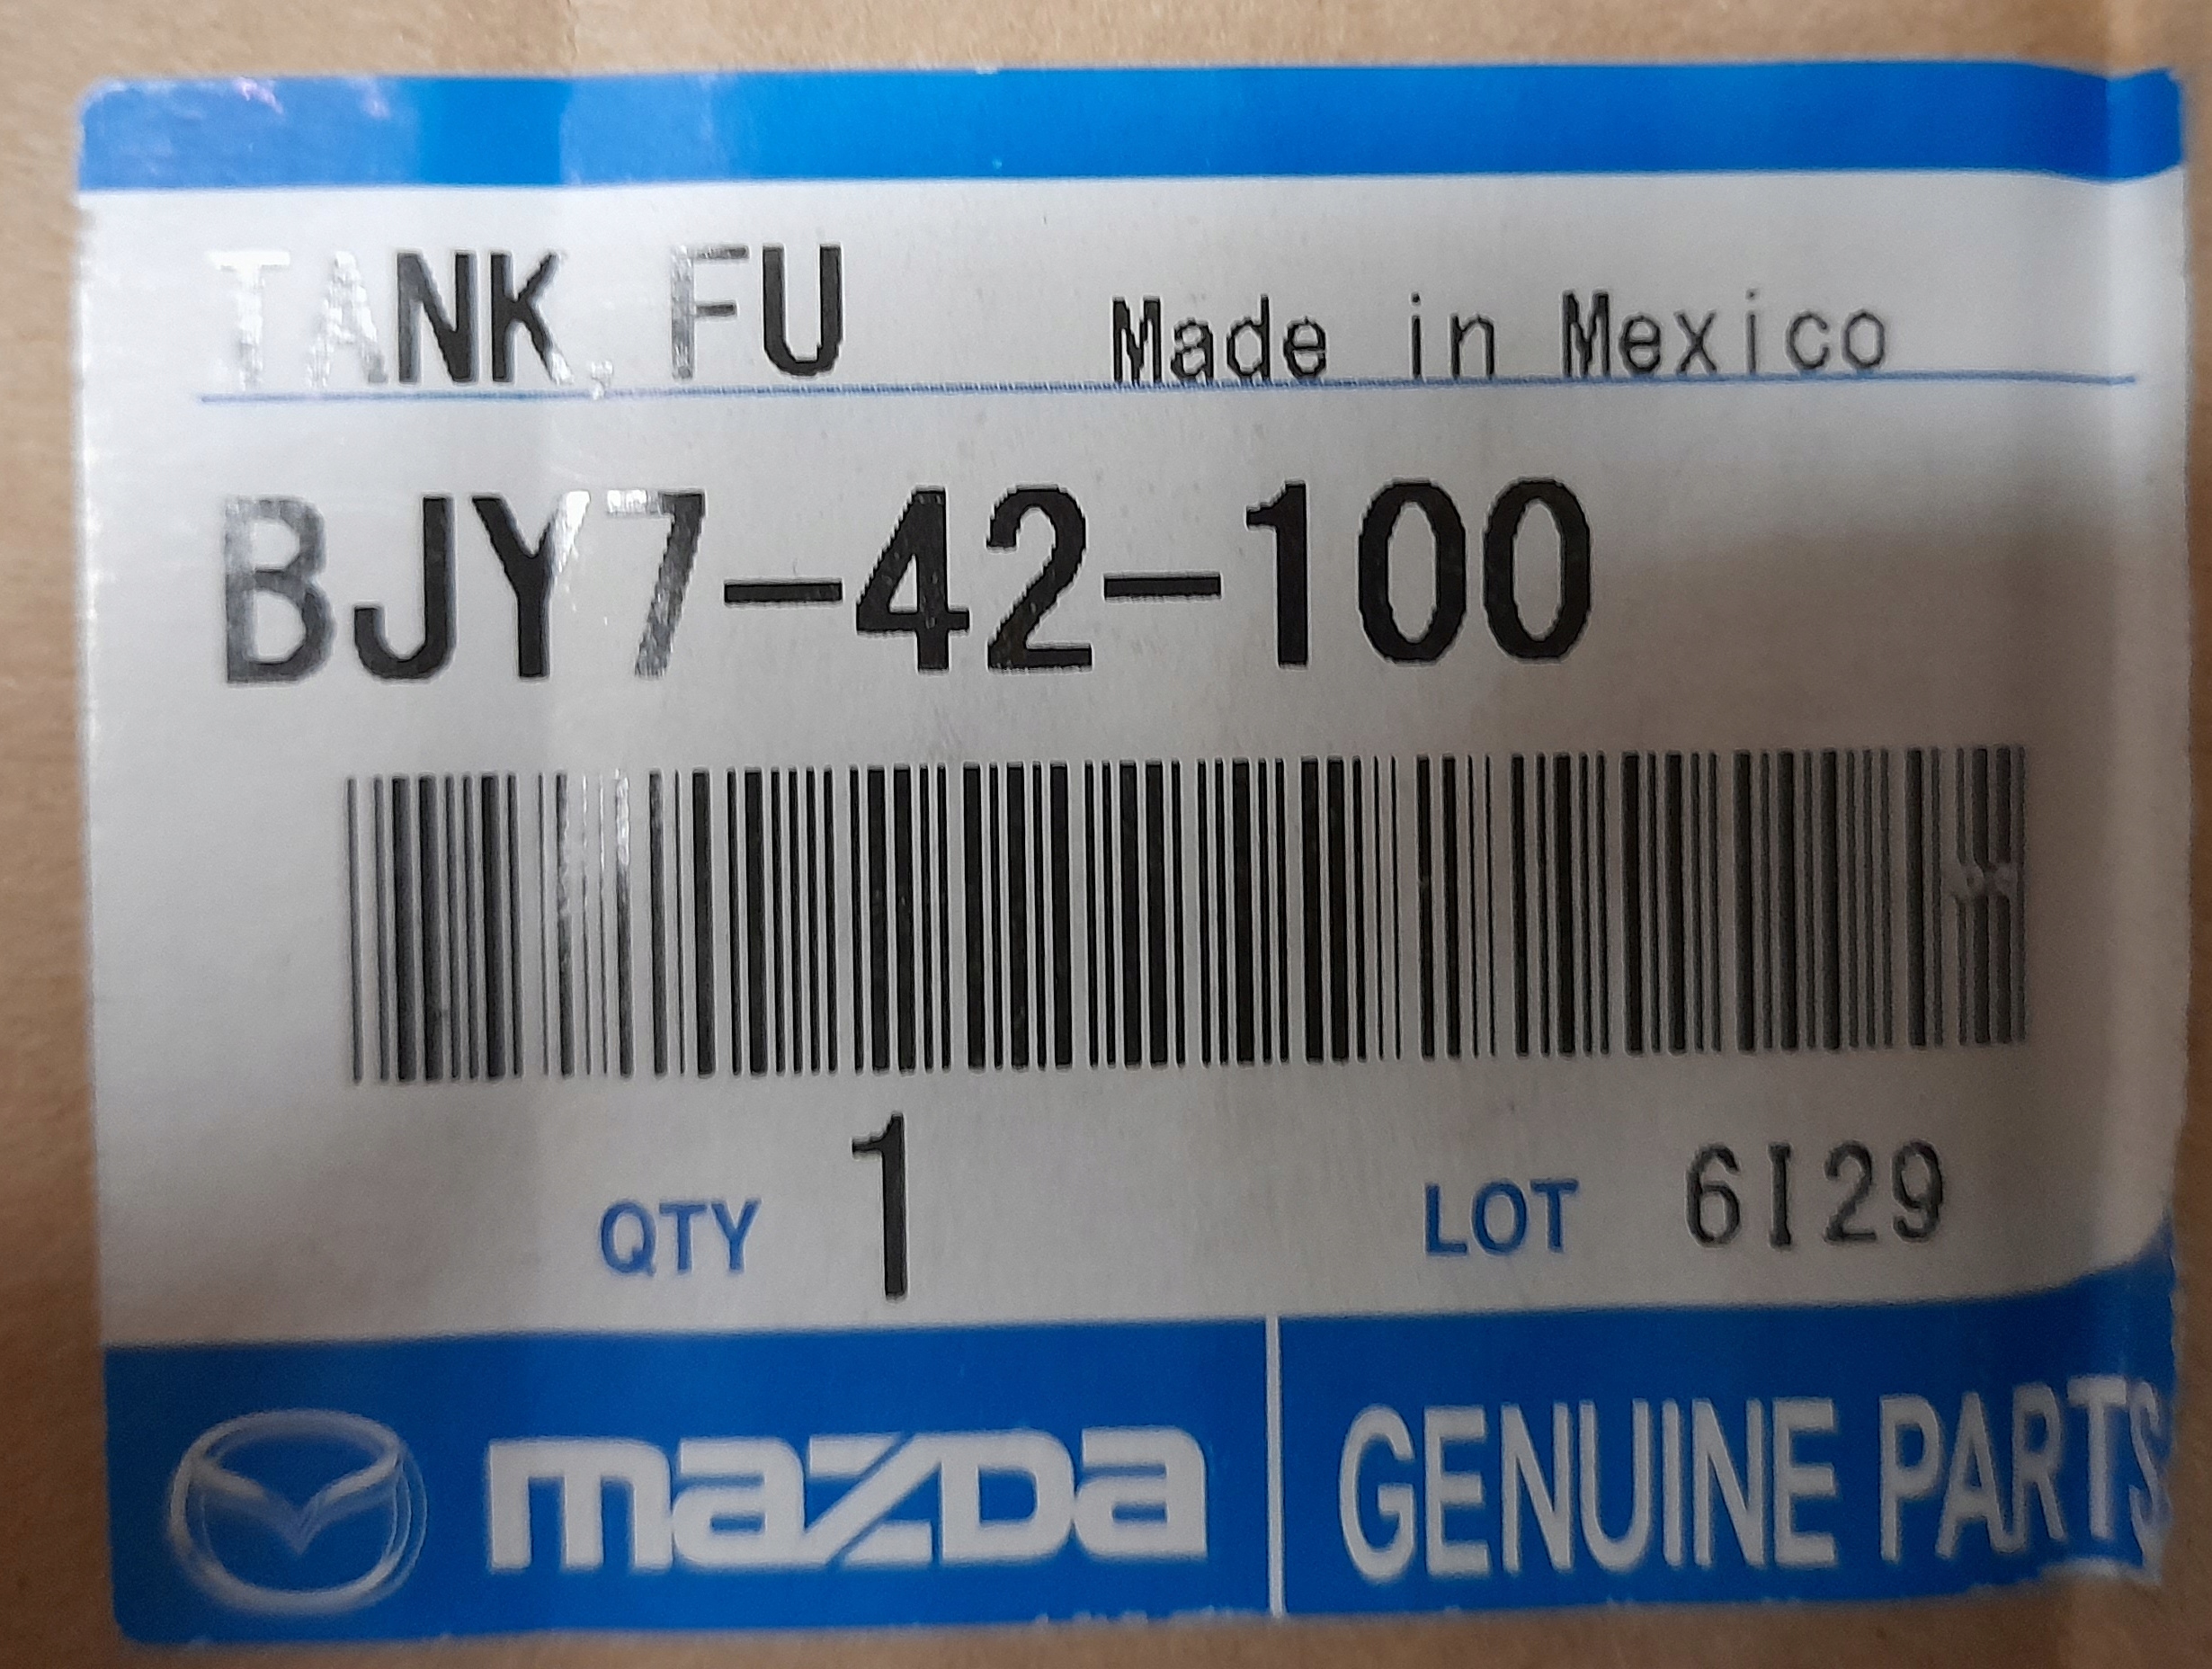 TANK, FU Made in Mexico
BJY7-42-100
QTY 1 LOT 6I29
mazda GENUINE PARTS